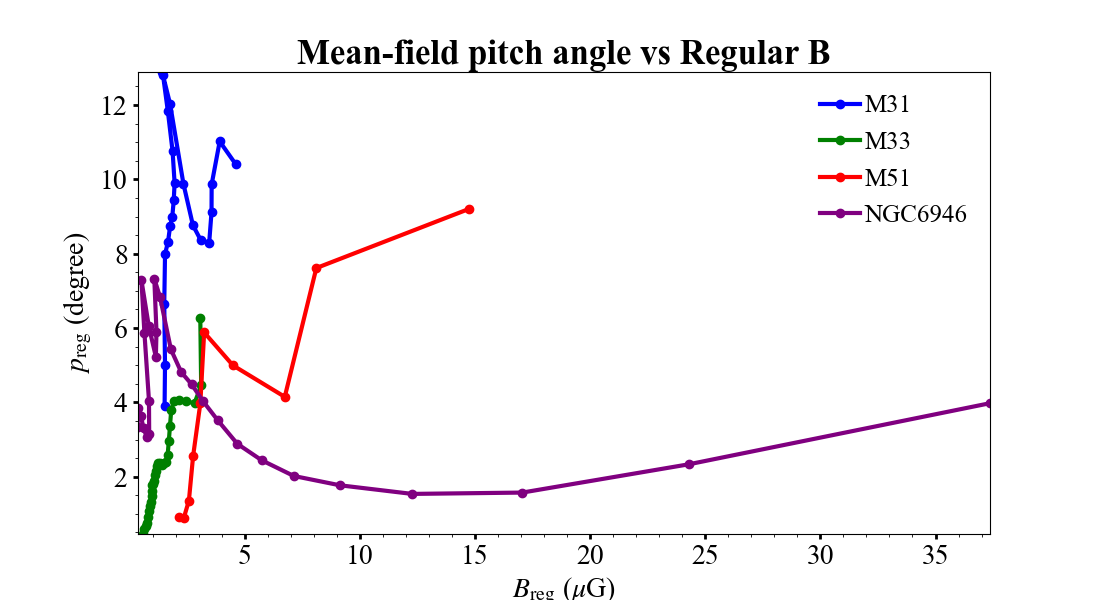 Mean-field pitch angle vs Regular B
12
10
8
6
4
2
p_reg (degree)
M31
M33
M51
NGC6946
5 10 15 20 25 30 35
B_reg (μG)